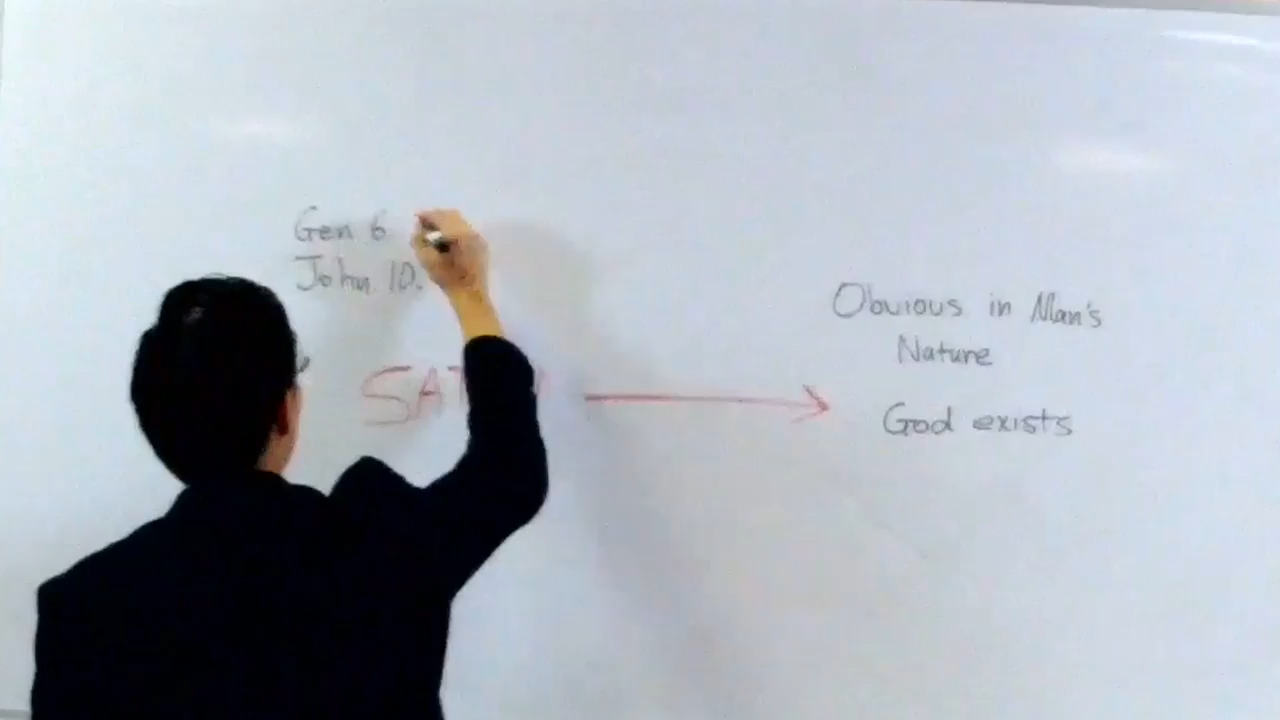 Gen 6
John 10.
SAT
Obvious in Man's
Nature
God exists